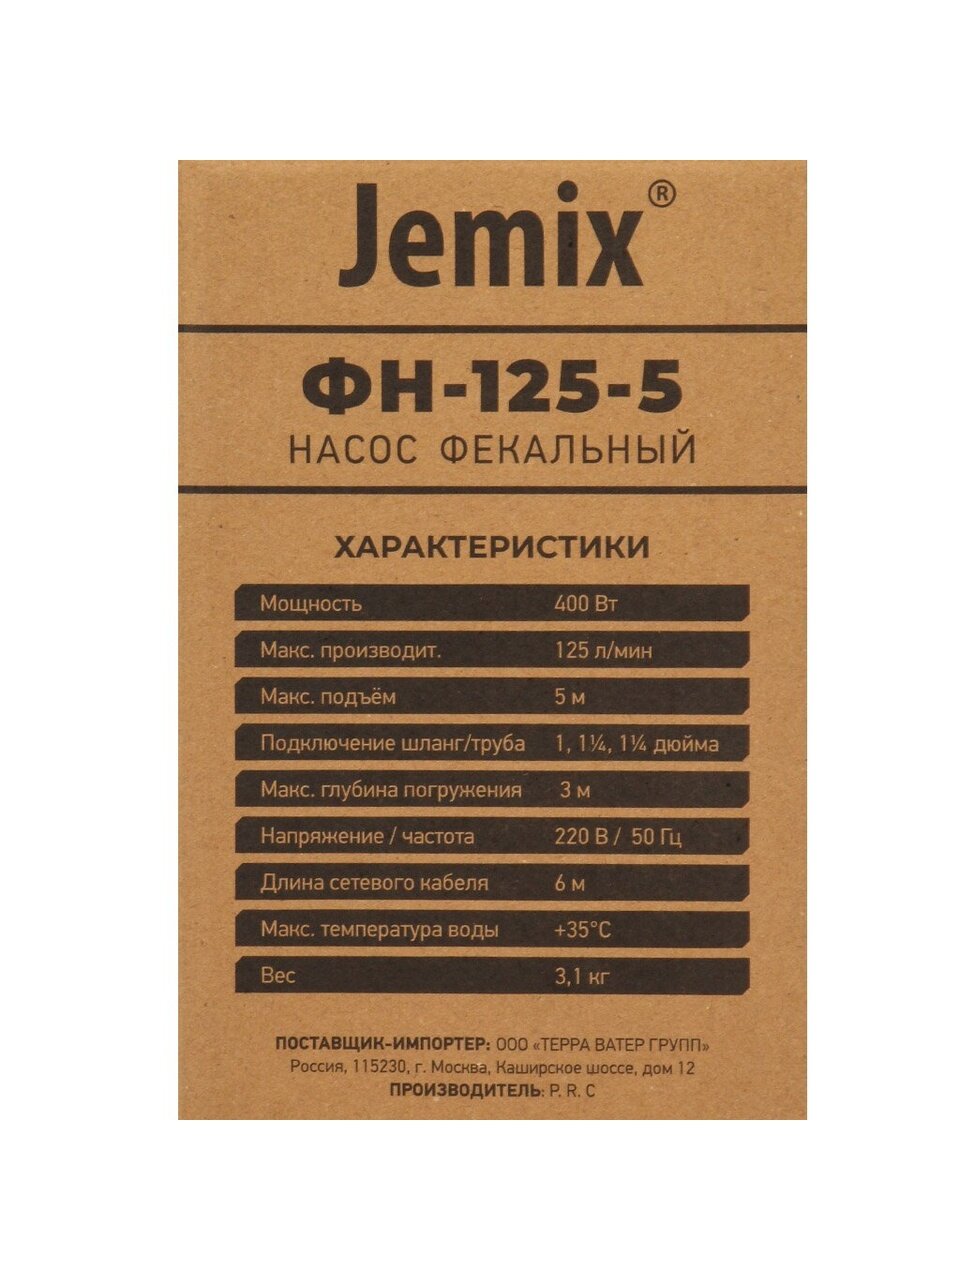 Jemix®
ФН-125-5
НАСОС ФЕКАЛЬНЫЙ
ХАРАКТЕРИСТИКИ
Мощность 400 Вт
Макс. производит. 125 л/мин
Макс. подъём 5 м
Подключение шланг/труба 1, 1¼, 1¼ дюйма
Макс. глубина погружения 3 м
Напряжение / частота 220 В / 50 Гц
Длина сетевого кабеля 6 м
Макс. температура воды +35°C
Вес 3,1 кг
ПОСТАВЩИК-ИМПОРТЕР: ООО «ТЕРРА ВАТЕР ГРУПП»
Россия, 115230, г. Москва, Каширское шоссе, дом 12
ПРОИЗВОДИТЕЛЬ: P. R. C